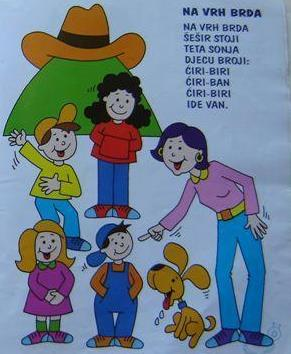 NA VRH BRDA
NA VRH BRDA
ŠEŠIR STOJI
TETA SONJA
DJECU BROJI:
ĆIRI-BIRI
ĆIRI-BAN
ĆIRI-BIRI
IDE VAN.